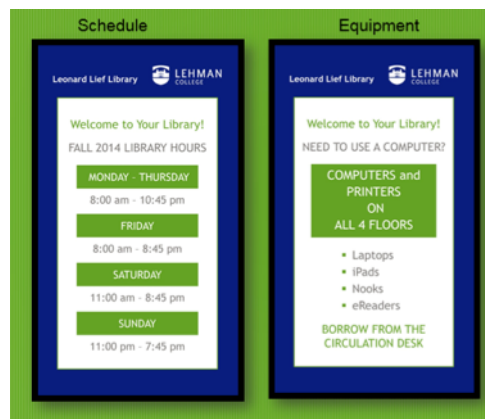 Schedule
Leonard Lief Library
LEHMAN
COLLEGE
Welcome to Your Library!
FALL 2014 LIBRARY HOURS
MONDAY - THURSDAY
8:00 am - 10:45 pm
FRIDAY
8:00 am - 8:45 pm
SATURDAY
11:00 am - 8:45 pm
SUNDAY
11:00 pm - 7:45 pm
Equipment
Leonard Lief Library
LEHMAN
COLLEGE
Welcome to Your Library!
NEED TO USE A COMPUTER?
COMPUTERS and
PRINTERS
ON
ALL 4 FLOORS
• Laptops
• iPads
• Nooks
• eReaders
BORROW FROM THE
CIRCULATION DESK